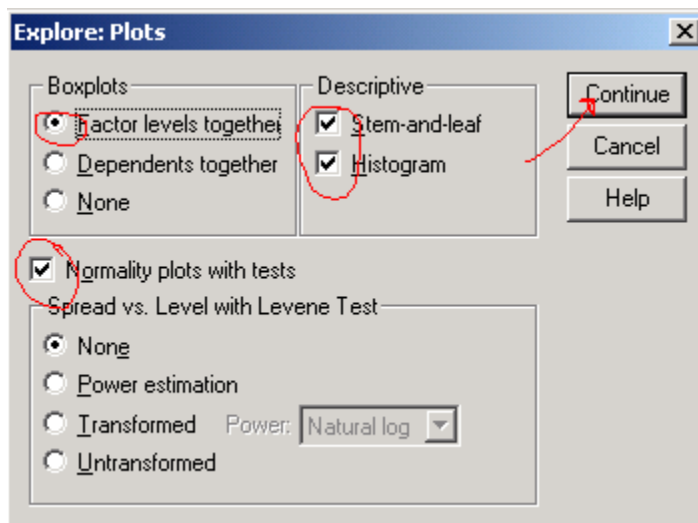 Explore: Plots
Boxplots
Factor levels together
Dependents together
None
Descriptive
Stem-and-leaf
Histogram
Continue
Cancel
Help
Normality plots with tests
Spread vs. Level with Levene Test
None
Power estimation
Transformed Power: Natural log
Untransformed